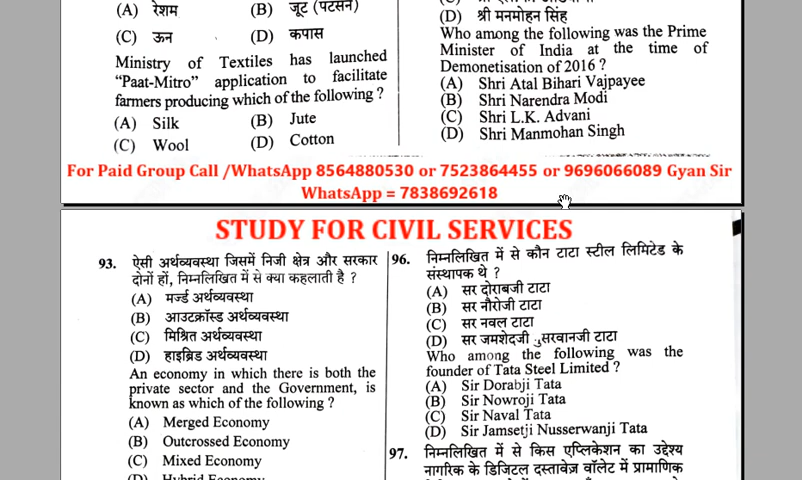 (A) रेशम (B) जूट (पटसन)
(C) ऊन (D) कपास
Ministry of Textiles has launched
“Paat-Mitro” application to facilitate
farmers producing which of the following ?
(A) Silk (B) Jute
(C) Wool (D) Cotton
(D) श्री मनमोहन सिंह
Who among the following was the Prime
Minister of India at the time of
Demonetisation of 2016 ?
(A) Shri Atal Bihari Vajpayee
(B) Shri Narendra Modi
(C) Shri L.K. Advani
(D) Shri Manmohan Singh
For Paid Group Call /WhatsApp 8564880530 or 7523864455 or 9696066089 Gyan Sir
WhatsApp = 7838692618
STUDY FOR CIVIL SERVICES
93. ऐसी अर्थव्यवस्था जिसमें निजी क्षेत्र और सरकार
दोनों हों, निम्नलिखित में से क्या कहलाती है ?
(A) मर्ज्ड अर्थव्यवस्था
(B) आउटक्रॉस्ड अर्थव्यवस्था
(C) मिश्रित अर्थव्यवस्था
(D) हाइब्रिड अर्थव्यवस्था
An economy in which there is both the
private sector and the Government, is
known as which of the following ?
(A) Merged Economy
(B) Outcrossed Economy
(C) Mixed Economy
(D) Hybrid Economy
96. निम्नलिखित में से कौन टाटा स्टील लिमिटेड के
संस्थापक थे ?
(A) सर दोराबजी टाटा
(B) सर नौरोजी टाटा
(C) सर नवल टाटा
(D) सर जमशेदजी सरवानजी टाटा
Who among the following was the
founder of Tata Steel Limited ?
(A) Sir Dorabji Tata
(B) Sir Nowroji Tata
(C) Sir Naval Tata
(D) Sir Jamsetji Nusserwanji Tata
97. निम्नलिखित में से किस एप्लिकेशन का उद्देश्य
नागरिक के डिजिटल दस्तावेज़ वॉलेट में प्रामाणिक